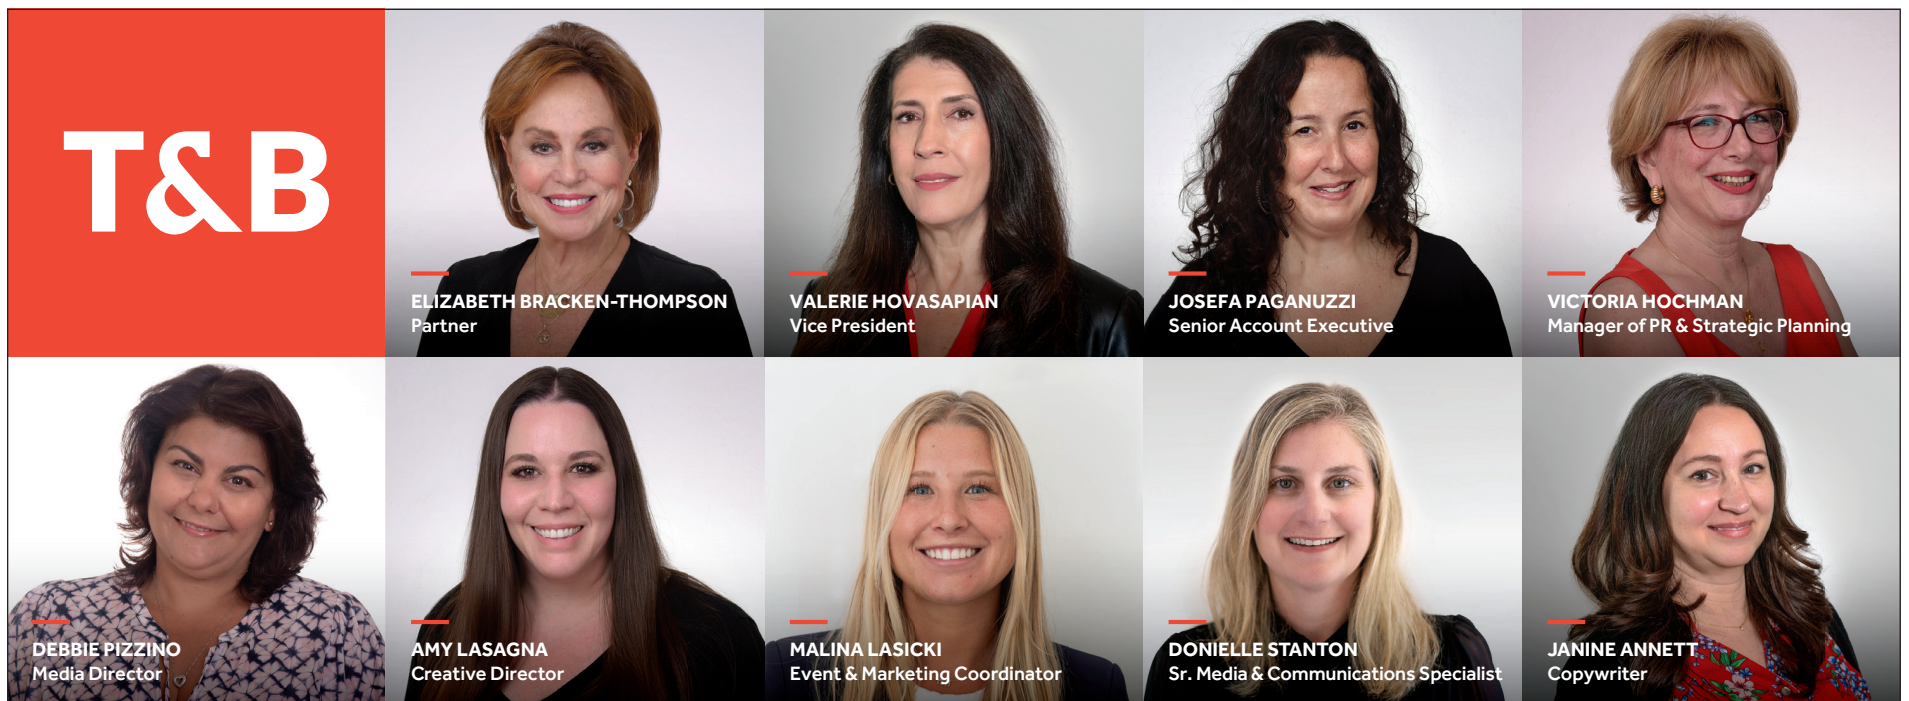 T&B
ELIZABETH BRACKEN-THOMPSON
Partner
VALERIE HOVASAPIAN
Vice President
JOSEFA PAGANUZZI
Senior Account Executive
VICTORIA HOCHMAN
Manager of PR & Strategic Planning
DEBBIE PIZZINO
Media Director
AMY LASAGNA
Creative Director
MALINA LASICKI
Event & Marketing Coordinator
DONIELLE STANTON
Sr. Media & Communications Specialist
JANINE ANNETT
Copywriter